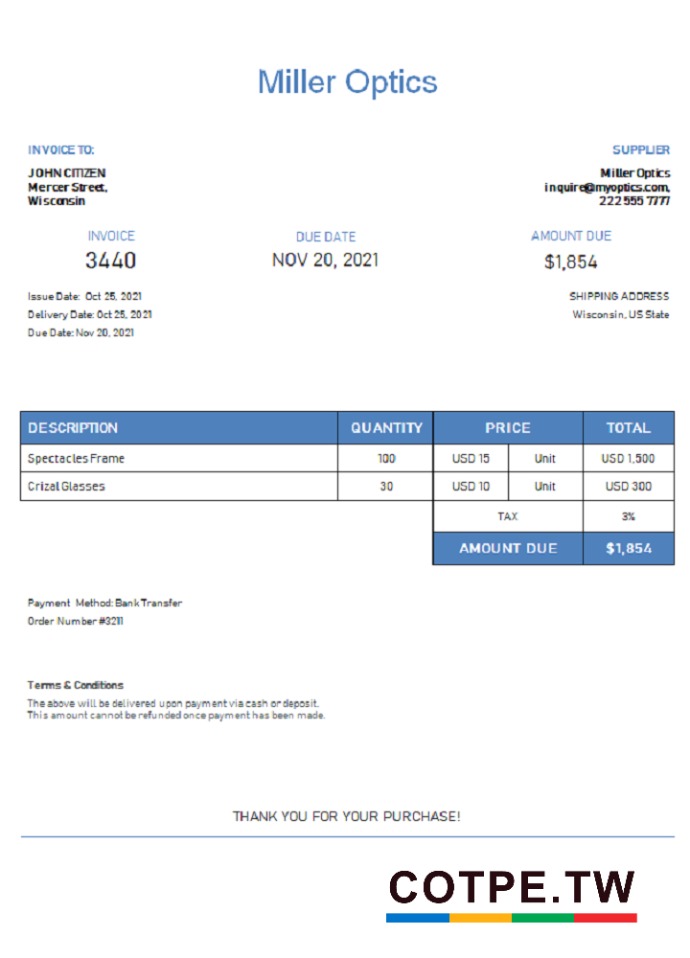 Miller Optics
INVOICE TO:
SUPPLIER
JOHN CITIZEN
Mercer Street,
Wisconsin
Miller Optics
inquire@myoptics.com,
222 555 7777
INVOICE
DUE DATE
AMOUNT DUE
3440
NOV 20, 2021
$1,854
Issue Date: Oct 25, 2021
Delivery Date: Oct 25, 2021
Due Date: Nov 20, 2021
SHIPPING ADDRESS
Wisconsin, US State
DESCRIPTION QUANTITY PRICE TOTAL
Spectacles Frame 100 USD 15 Unit USD 1,500
Crizal Glasses 30 USD 10 Unit USD 300
TAX 3%
AMOUNT DUE $1,854
Payment Method: Bank Transfer
Order Number #3211
Terms & Conditions
The above will be delivered upon payment via cash or deposit.
This amount cannot be refunded once payment has been made.
THANK YOU FOR YOUR PURCHASE!
COTPE.TW